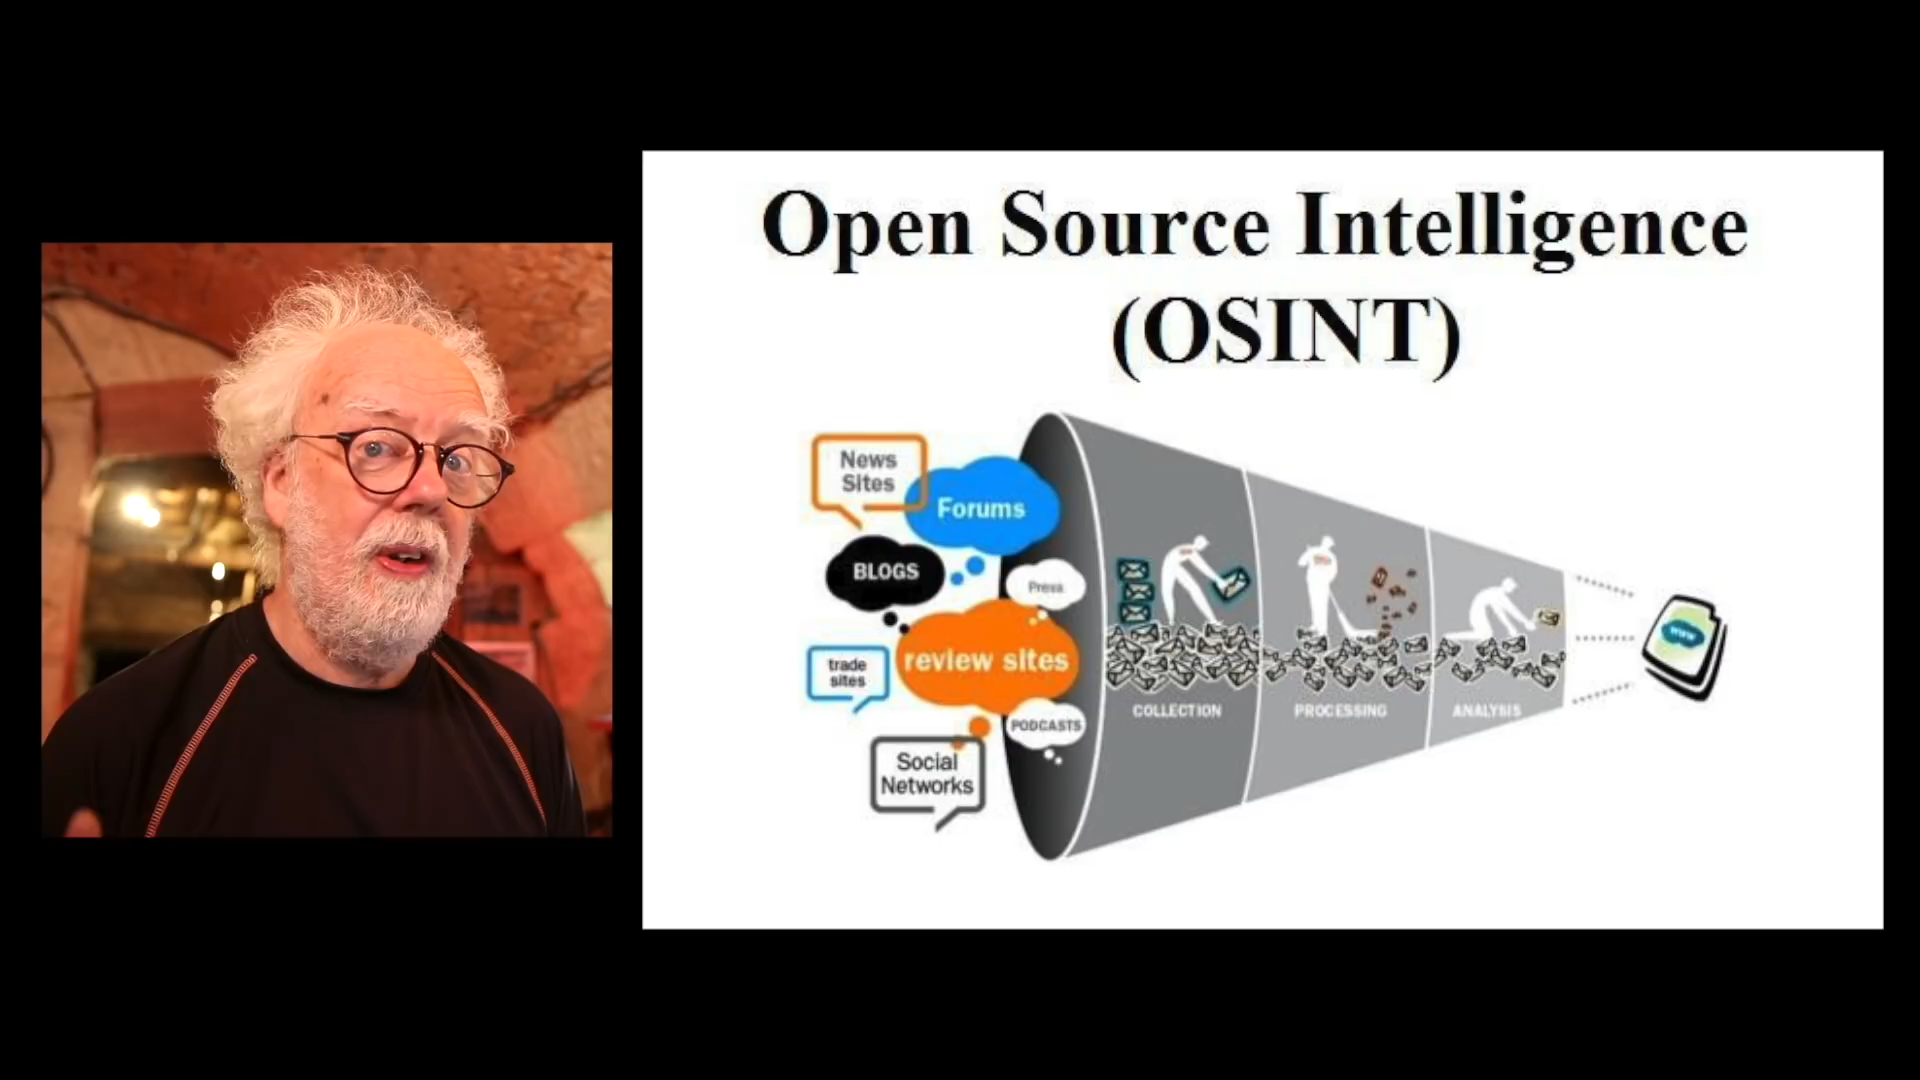 Open Source Intelligence
(OSINT)
News
Sites
Forums
BLOGS
Press
review sites
trade
sites
PODCASTS
Social
Networks
COLLECTION
PROCESSING
ANALYSIS
www